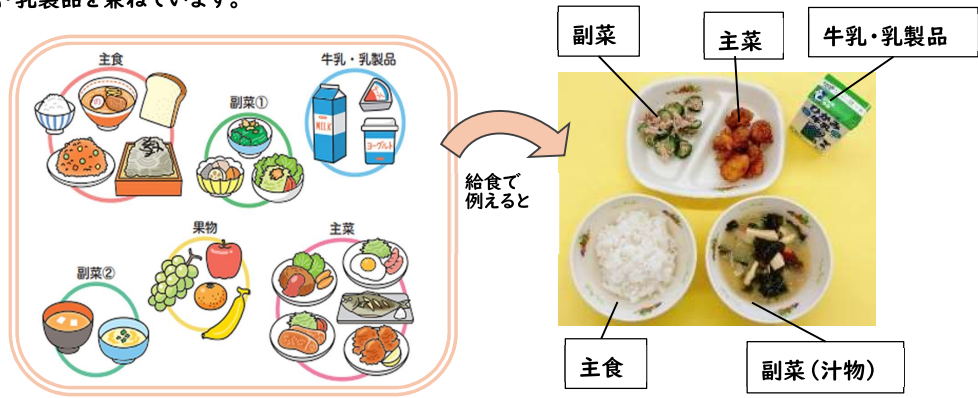 ・乳製品を兼ねています。
主食
牛乳・乳製品
副菜①
MILK
ヨーグルト
果物
主菜
副菜②
給食で
例えると
副菜
主菜
牛乳・乳製品
主食
副菜（汁物）